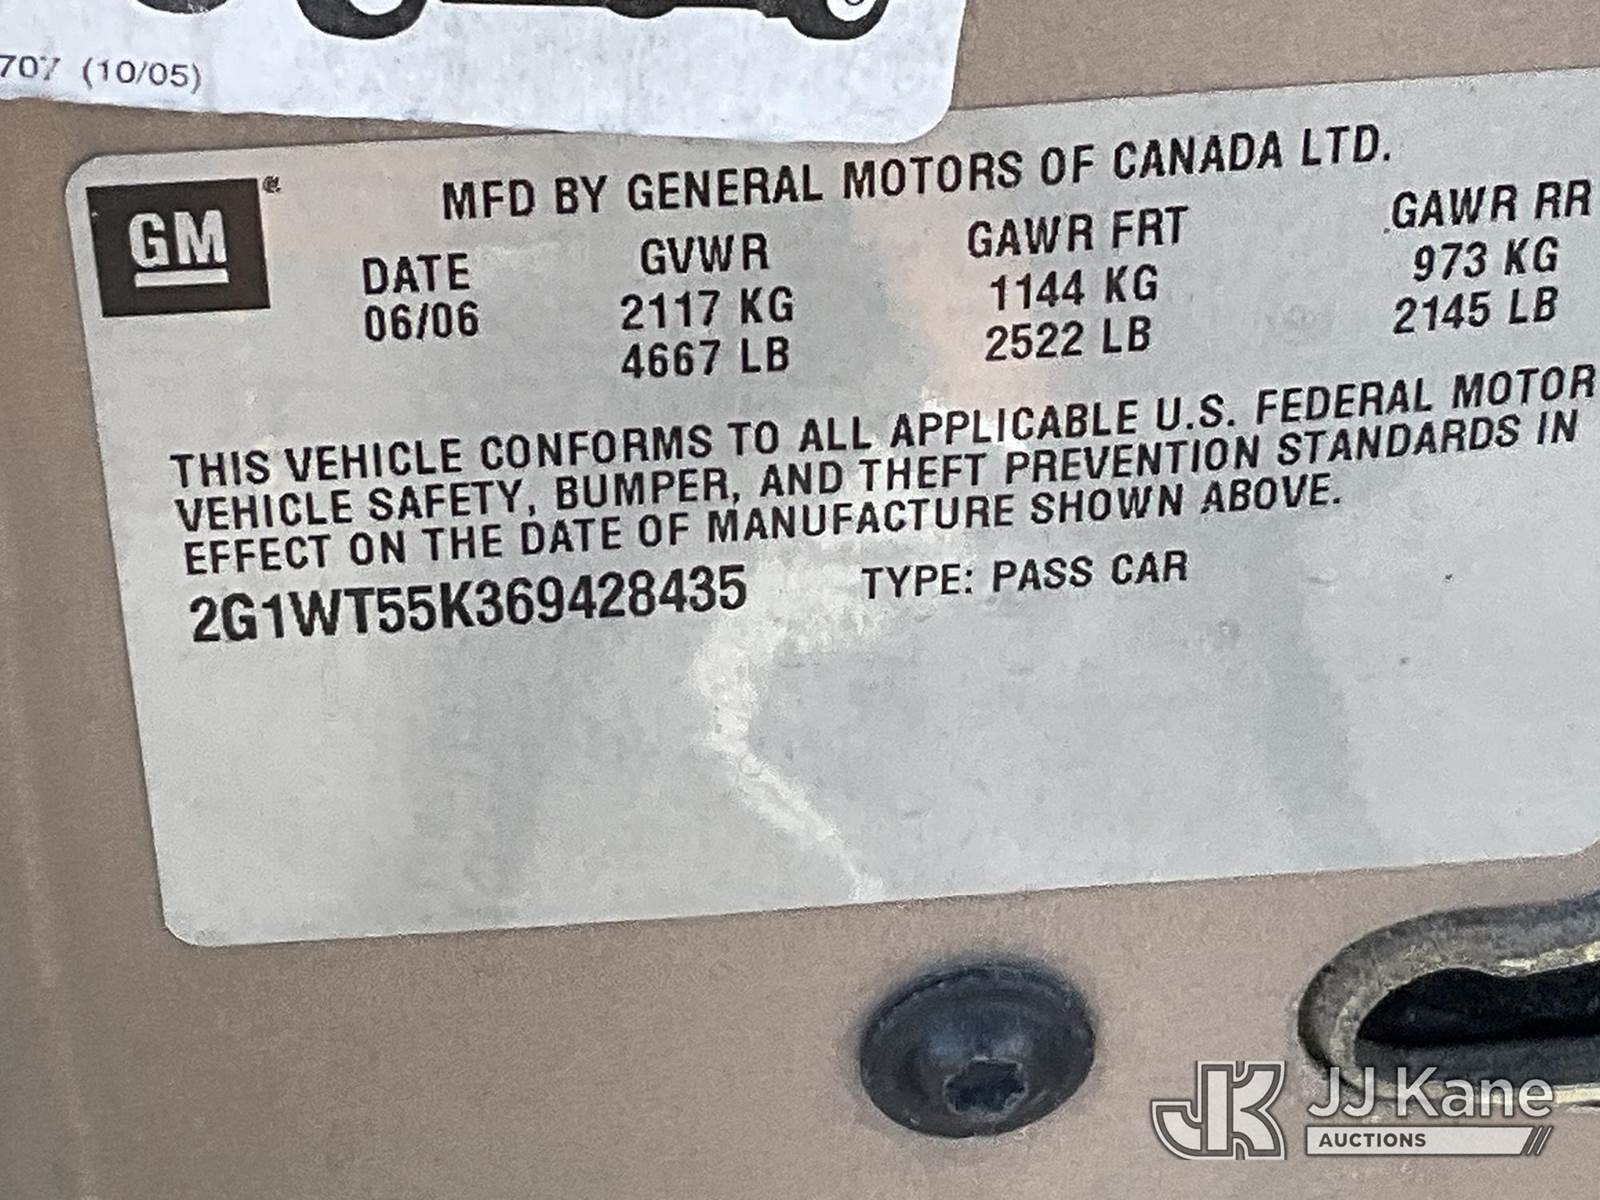 707 (10/05)
GM
MFD BY GENERAL MOTORS OF CANADA LTD.
DATE GVWR GAWR FRT GAWR RR
06/06 2117 KG 1144 KG 973 KG
4667 LB 2522 LB 2145 LB
THIS VEHICLE CONFORMS TO ALL APPLICABLE U.S. FEDERAL MOTOR
VEHICLE SAFETY, BUMPER, AND THEFT PREVENTION STANDARDS IN
EFFECT ON THE DATE OF MANUFACTURE SHOWN ABOVE.
2G1WT55K369428435 TYPE: PASS CAR
JK JJ Kane
AUCTIONS